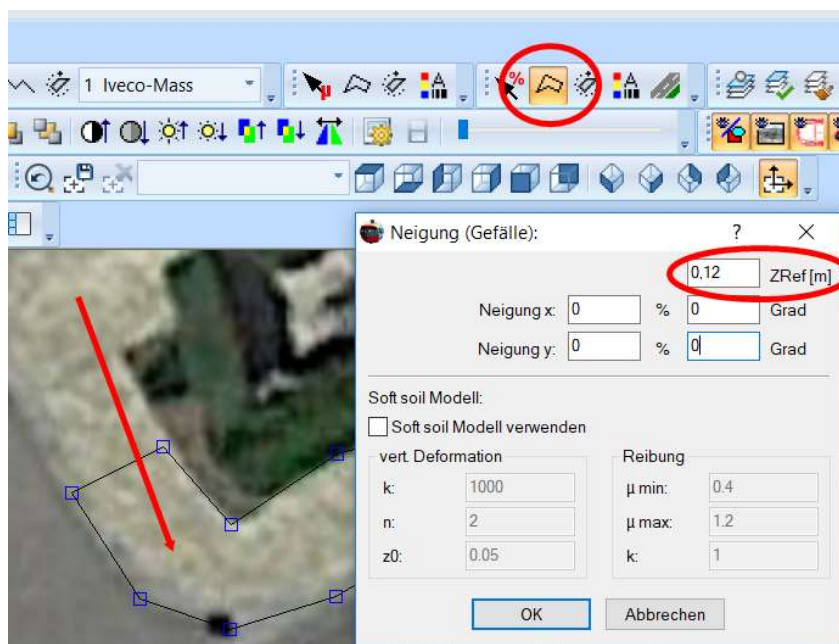 1 Iveco-Mass
μ
%
Neigung (Gefälle):
?
0,12 ZRef [m]
Neigung x: 0 % 0 Grad
Neigung y: 0 % 0 Grad
Soft soil Modell:
Soft soil Modell verwenden
vert. Deformation
k: 1000
n: 2
z0: 0.05
Reibung
μ min: 0.4
μ max: 1.2
k: 1
OK Abbrechen